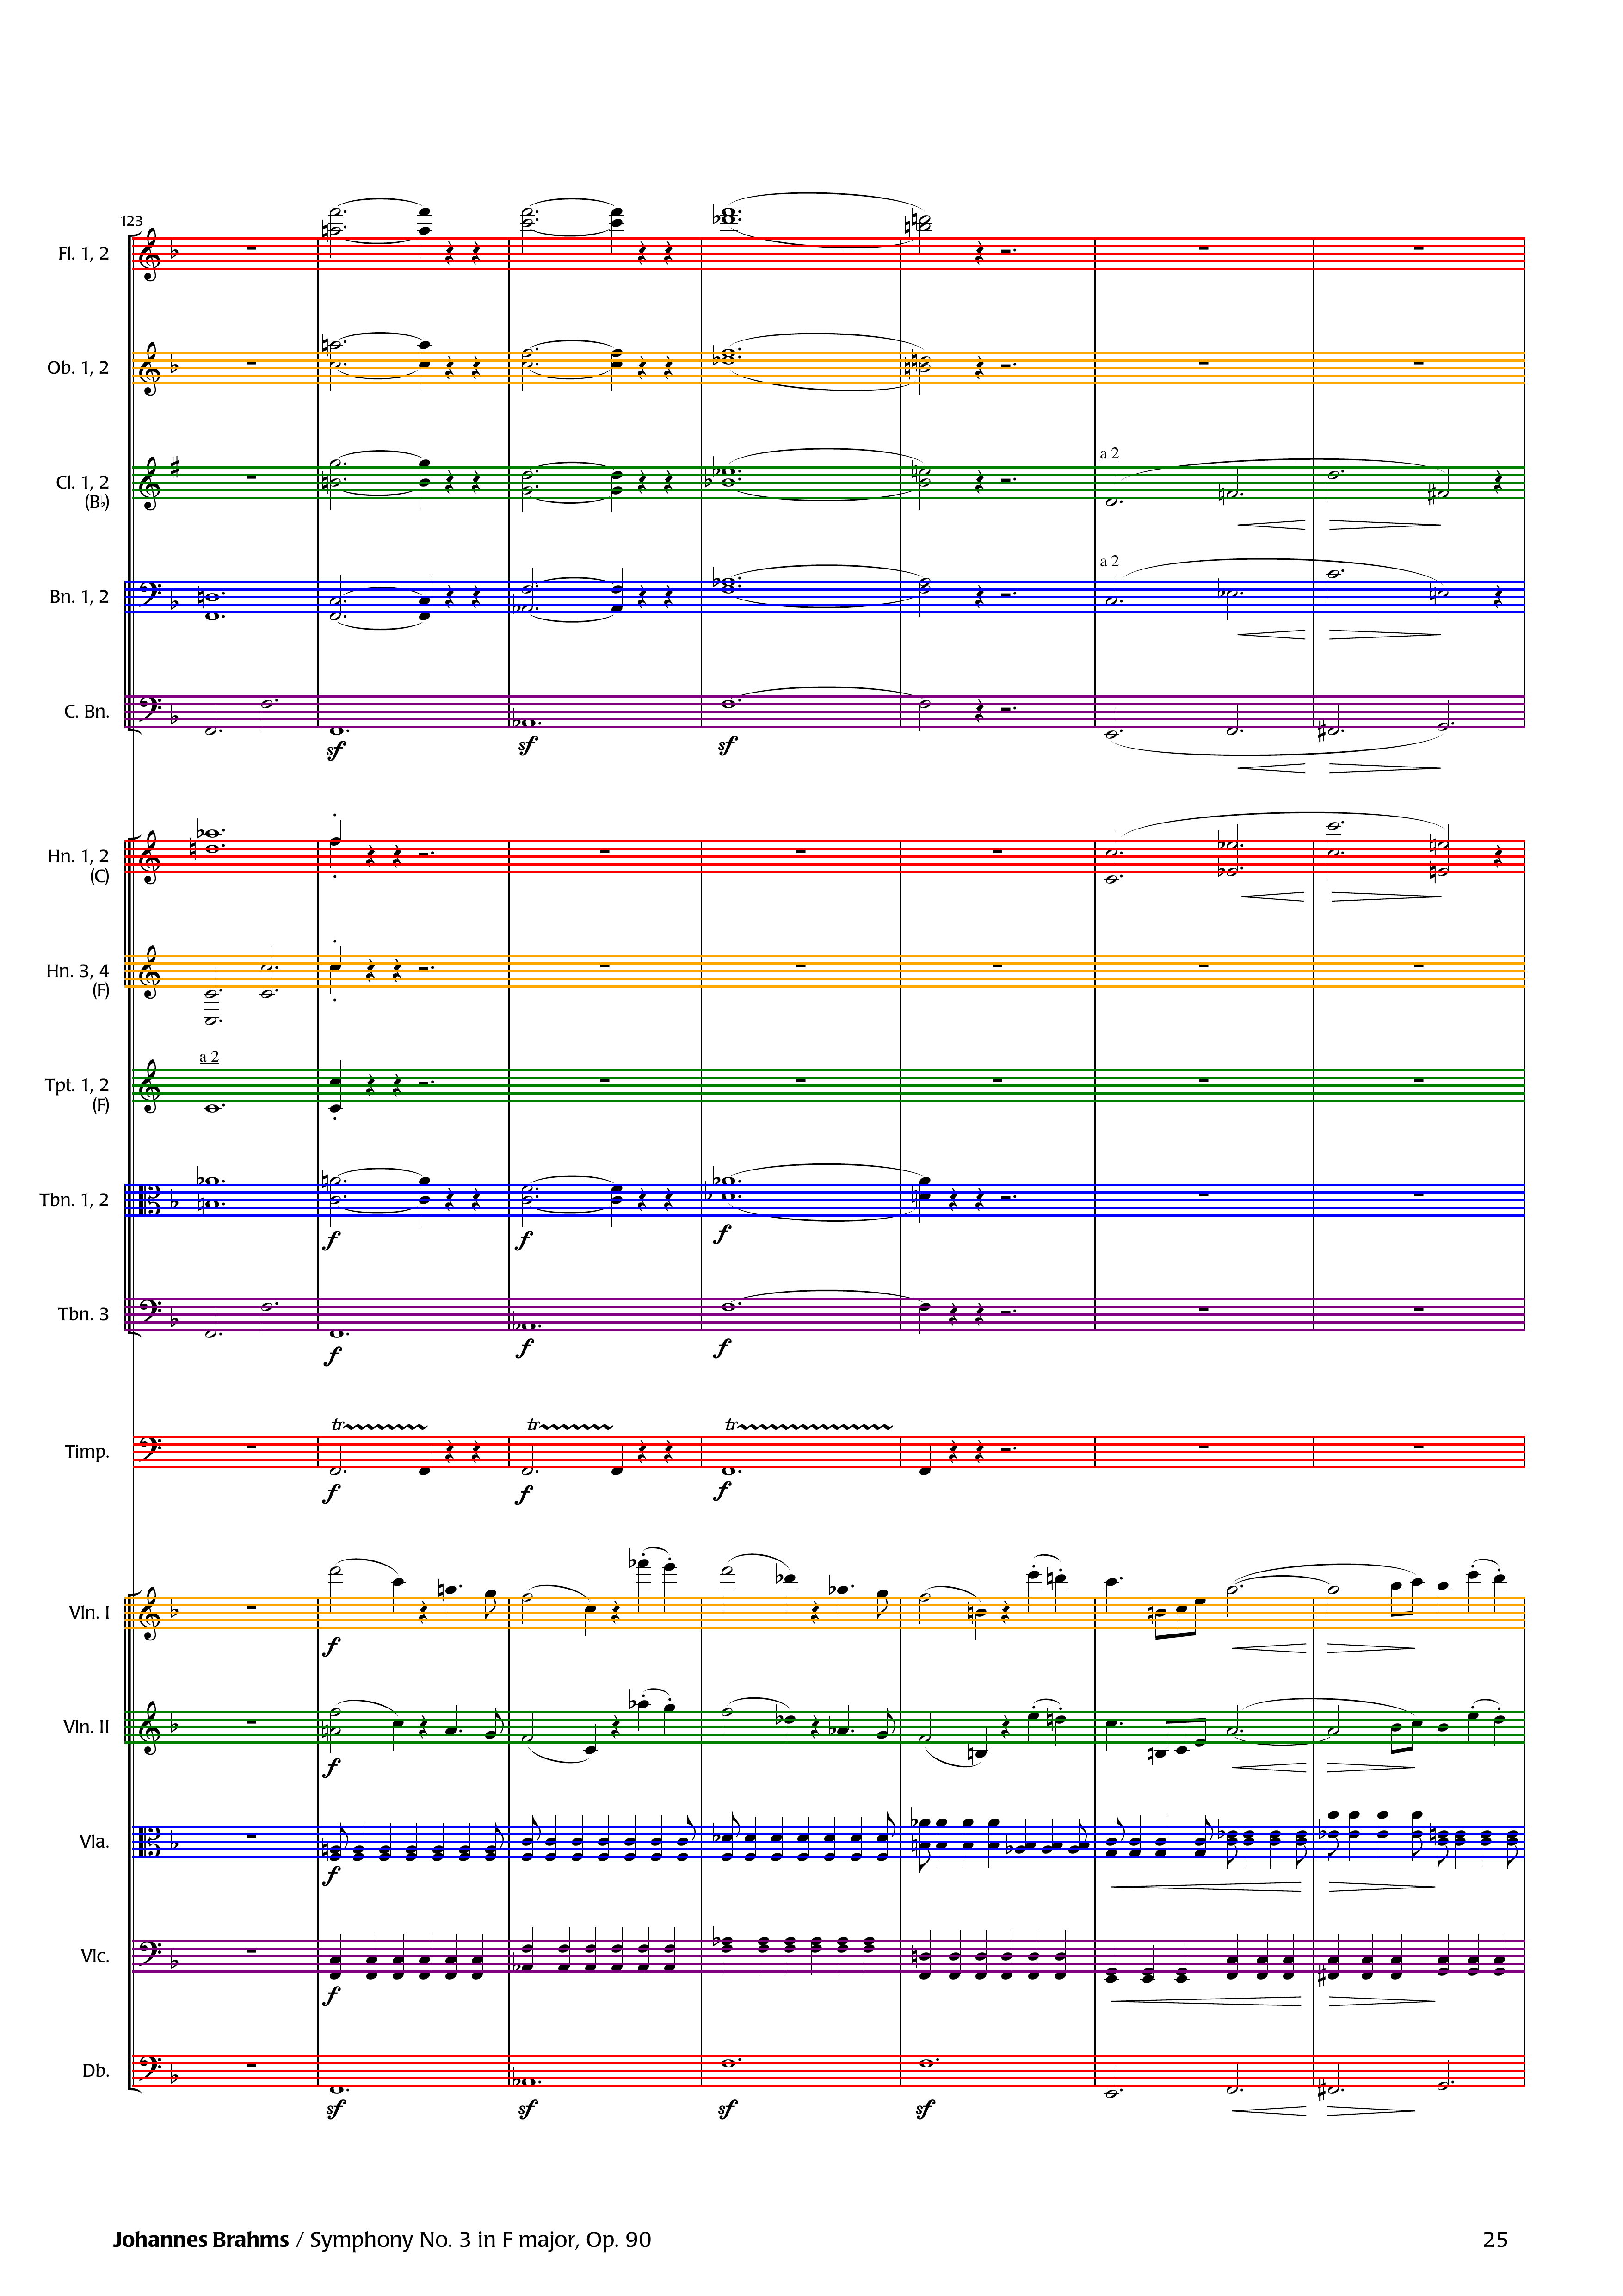 123
Fl. 1, 2
Ob. 1, 2
Cl. 1, 2
(B♭)
a 2
Bn. 1, 2
a 2
C. Bn.
sf sf sf
Hn. 1, 2
(C)
Hn. 3, 4
(F)
a 2
Tpt. 1, 2
(F)
Tbn. 1, 2
f f f
Tbn. 3
f f f
tr tr tr
Timp.
f f f
Vln. I
f
Vln. II
f
Vla.
f
Vlc.
f
Db.
sf sf sf sf
Johannes Brahms / Symphony No. 3 in F major, Op. 90
25